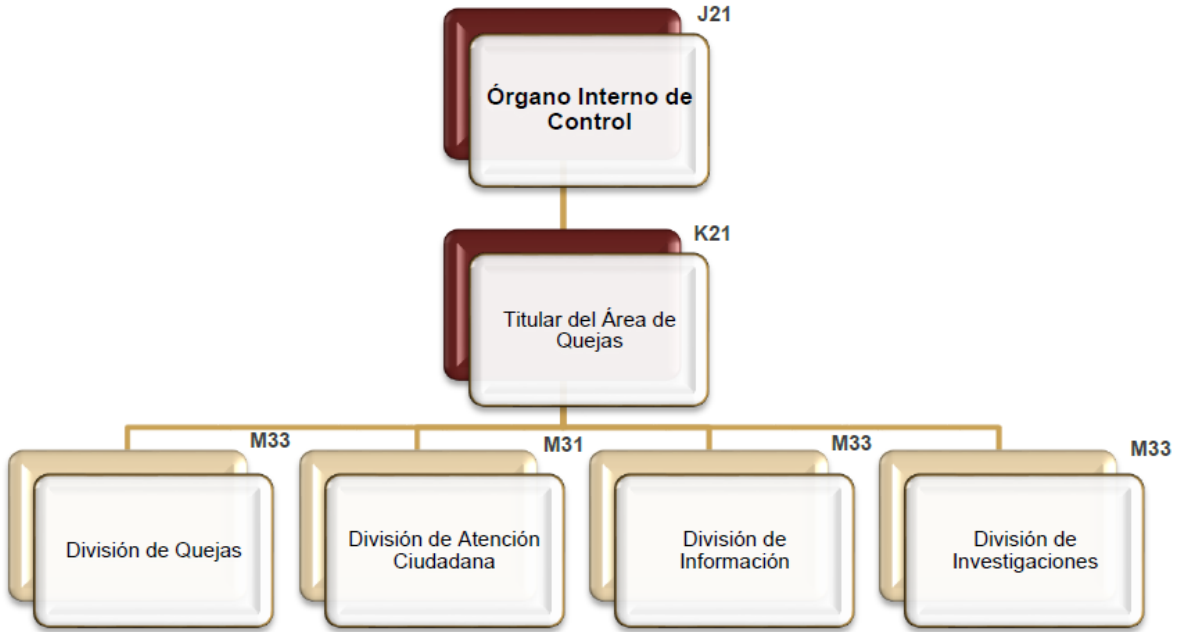 J21
Órgano Interno de
Control
K21
Titular del Área de
Quejas
M33
División de Quejas
M31
División de Atención
Ciudadana
M33
División de
Información
M33
División de
Investigaciones